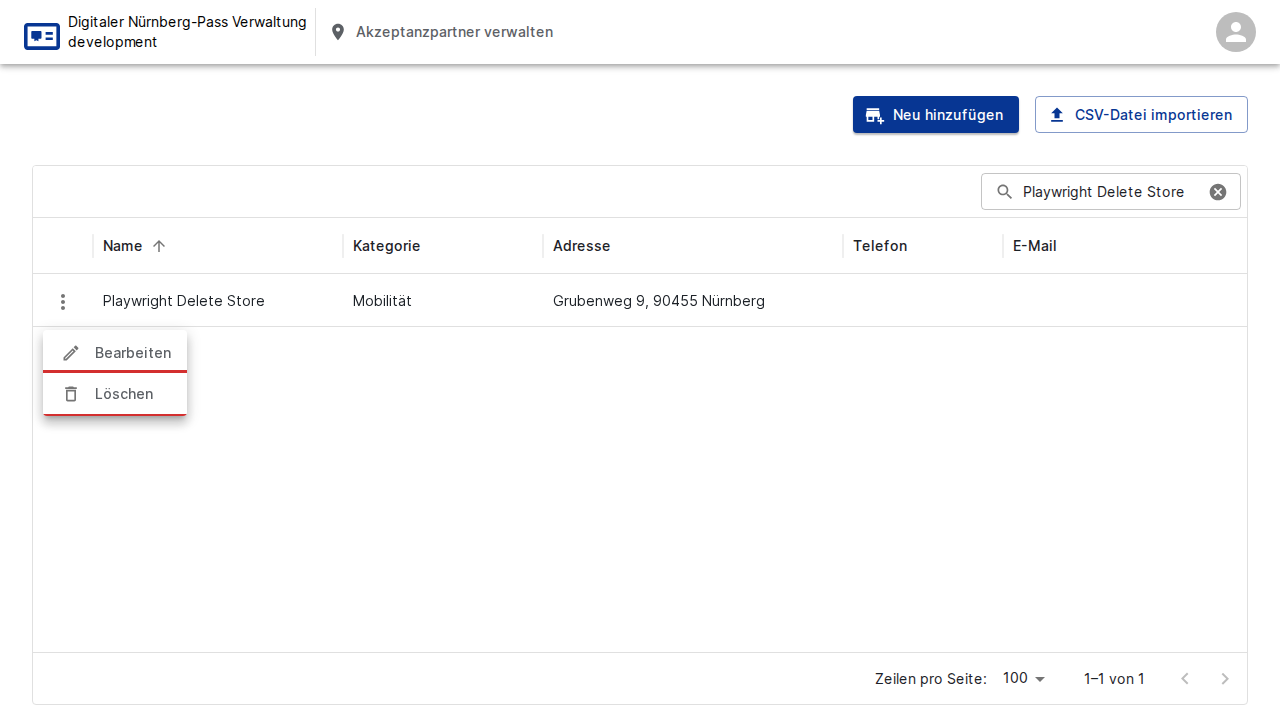 Digitaler Nürnberg-Pass Verwaltung
development
Akzeptanzpartner verwalten
Neu hinzufügen
CSV-Datei importieren
Playwright Delete Store
Name
Kategorie
Adresse
Telefon
E-Mail
Playwright Delete Store
Mobilität
Grubenweg 9, 90455 Nürnberg
Bearbeiten
Löschen
Zeilen pro Seite:
100
1–1 von 1